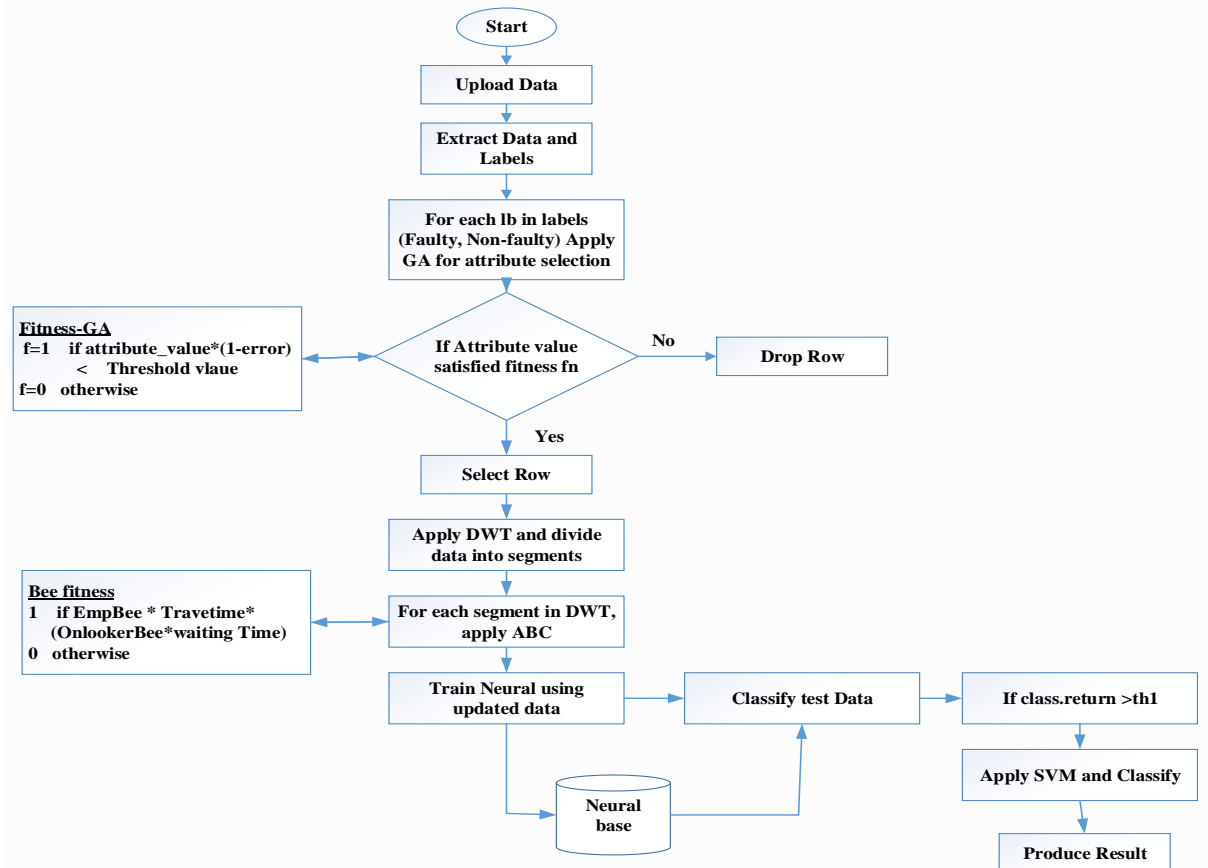 Start
Upload Data
Extract Data and
Labels
For each lb in labels
(Faulty, Non-faulty) Apply
GA for attribute selection
Fitness-GA
f=1 if attribute_value*(1-error)
< Threshold vlaue
f=0 otherwise
If Attribute value
satisfied fitness fn
No
Drop Row
Yes
Select Row
Apply DWT and divide
data into segments
Bee fitness
1 if EmpBee * Travetime*
(OnlookerBee*waiting Time)
0 otherwise
For each segment in DWT,
apply ABC
Train Neural using
updated data
Classify test Data
If class.return >th1
Apply SVM and Classify
Neural
base
Produce Result